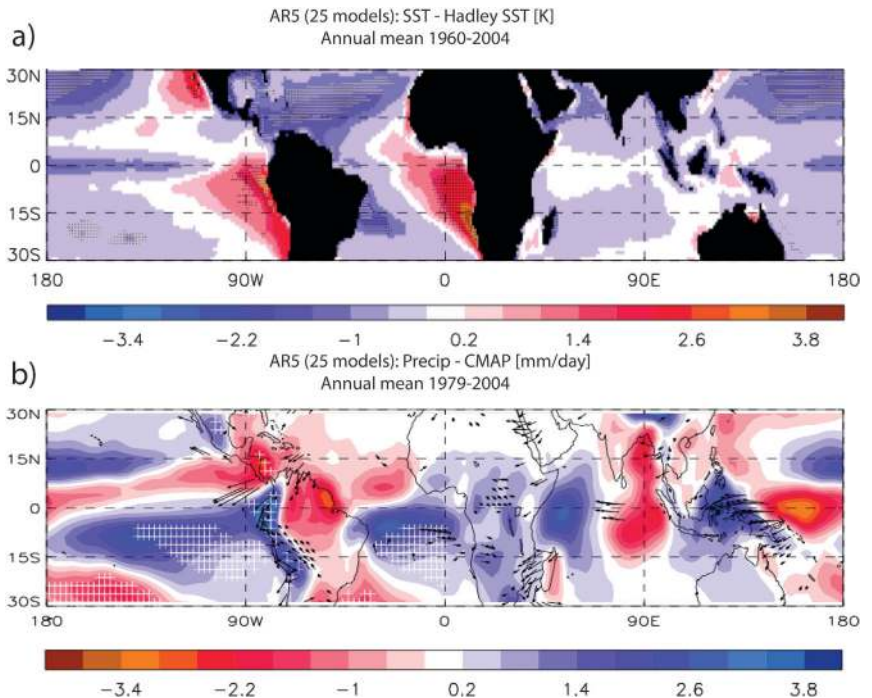 AR5 (25 models): SST - Hadley SST [K]
a)
Annual mean 1960-2004
30N
15N
0
15S
30S
180 90W 0 90E 180
−3.4 −2.2 −1 0.2 1.4 2.6 3.8
AR5 (25 models): Precip - CMAP [mm/day]
b)
Annual mean 1979-2004
30N
15N
0
15S
30S
180 90W 0 90E 180
−3.4 −2.2 −1 0.2 1.4 2.6 3.8